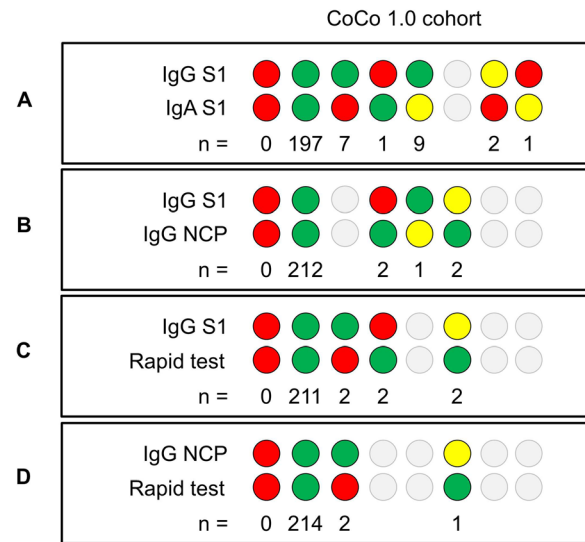 CoCo 1.0 cohort
A
IgG S1
IgA S1
n = 0 197 7 1 9 2 1
B
IgG S1
IgG NCP
n = 0 212 2 1 2
C
IgG S1
Rapid test
n = 0 211 2 2 2
D
IgG NCP
Rapid test
n = 0 214 2 1